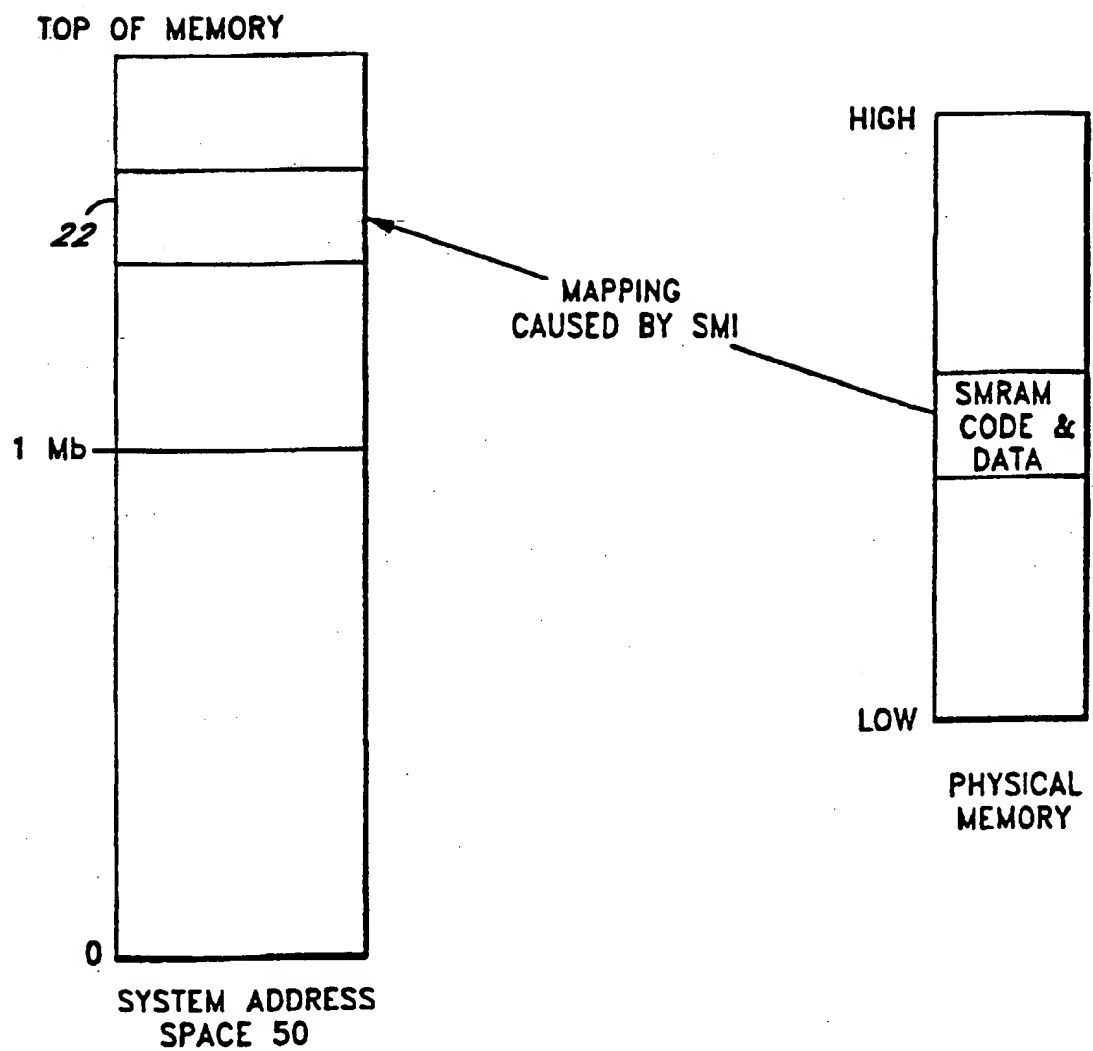 TOP OF MEMORY
22
1 Mb
0
SYSTEM ADDRESS
SPACE 50
MAPPING
CAUSED BY SMI
HIGH
SMRAM
CODE &
DATA
LOW
PHYSICAL
MEMORY